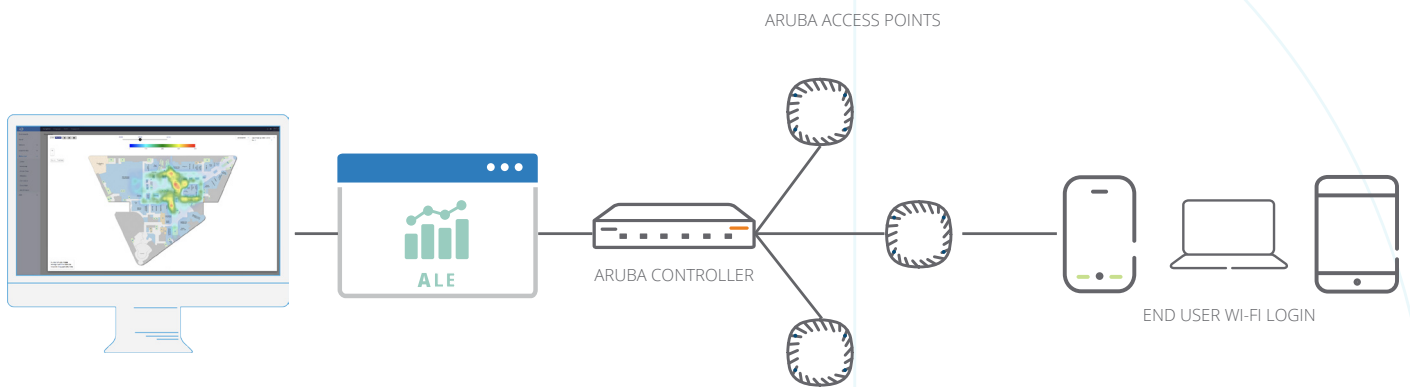 ARUBA ACCESS POINTS
ALE
ARUBA CONTROLLER
END USER WI-FI LOGIN